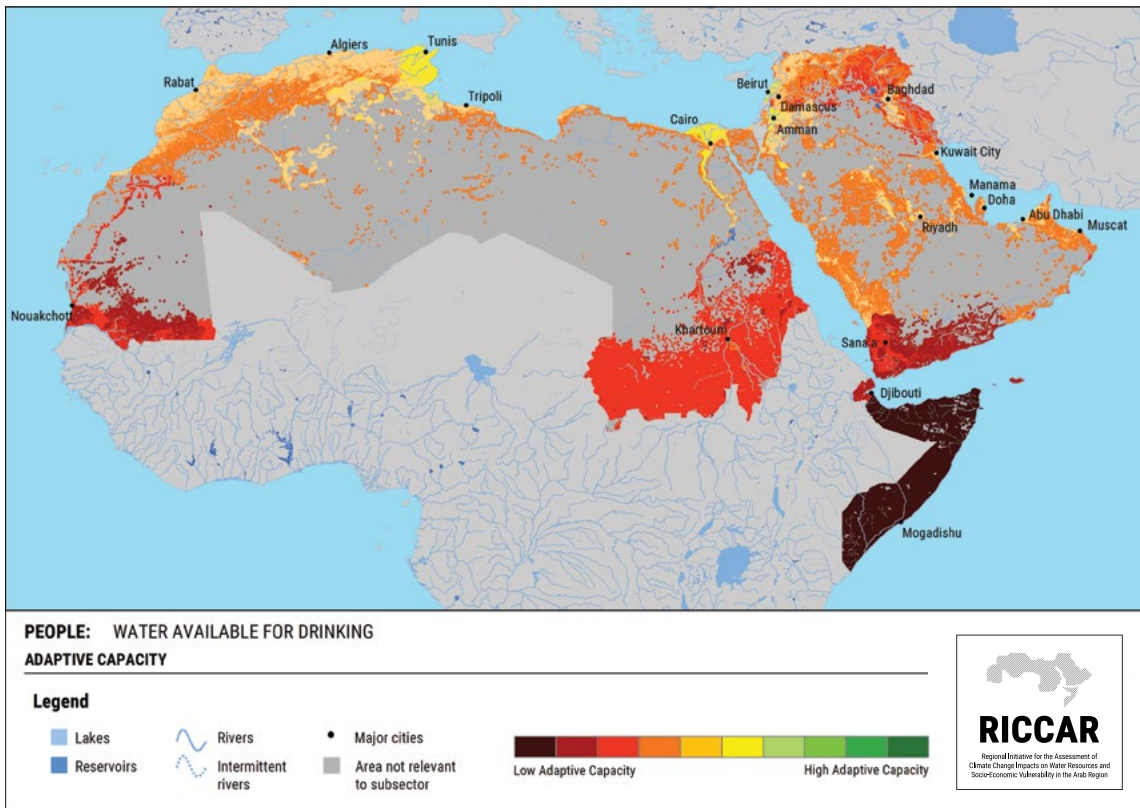 Algiers
Tunis
Rabat
Tripoli
Beirut
Baghdad
Damascus
Cairo
Amman
Kuwait City
Manama
Doha
Abu Dhabi
Riyadh
Muscat
Nouakchott
Khartoum
Sana'a
Djibouti
Mogadishu
PEOPLE: WATER AVAILABLE FOR DRINKING
ADAPTIVE CAPACITY
Legend
Lakes
Rivers
Major cities
Reservoirs
Intermittent
rivers
Area not relevant
to subsector
Low Adaptive Capacity
High Adaptive Capacity
RICCAR
Regional Initiative for the Assessment of
Climate Change Impacts on Water Resources and
Socio-Economic Vulnerability in the Arab Region